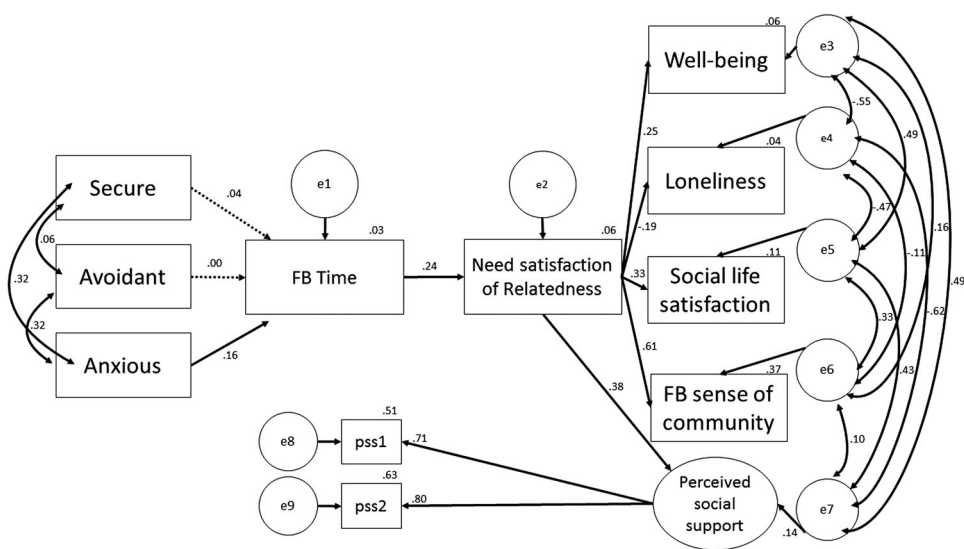 .06
e3
Well-being
-.55
e4
.49
.04
.25
Secure
.04
e1
e2
Loneliness
-.47
-.19
.16
.06
.03
.06
e5
-.11
.11
.32
Avoidant
.00
FB Time
.24
Need satisfaction
of Relatedness
.33
Social life
satisfaction
.49
.33
-.62
.32
.61
Anxious
.16
.37
e6
.43
.38
FB sense of
community
.51
e8
pss1
.71
.10
.63
e9
pss2
.80
Perceived
social
support
.14
e7